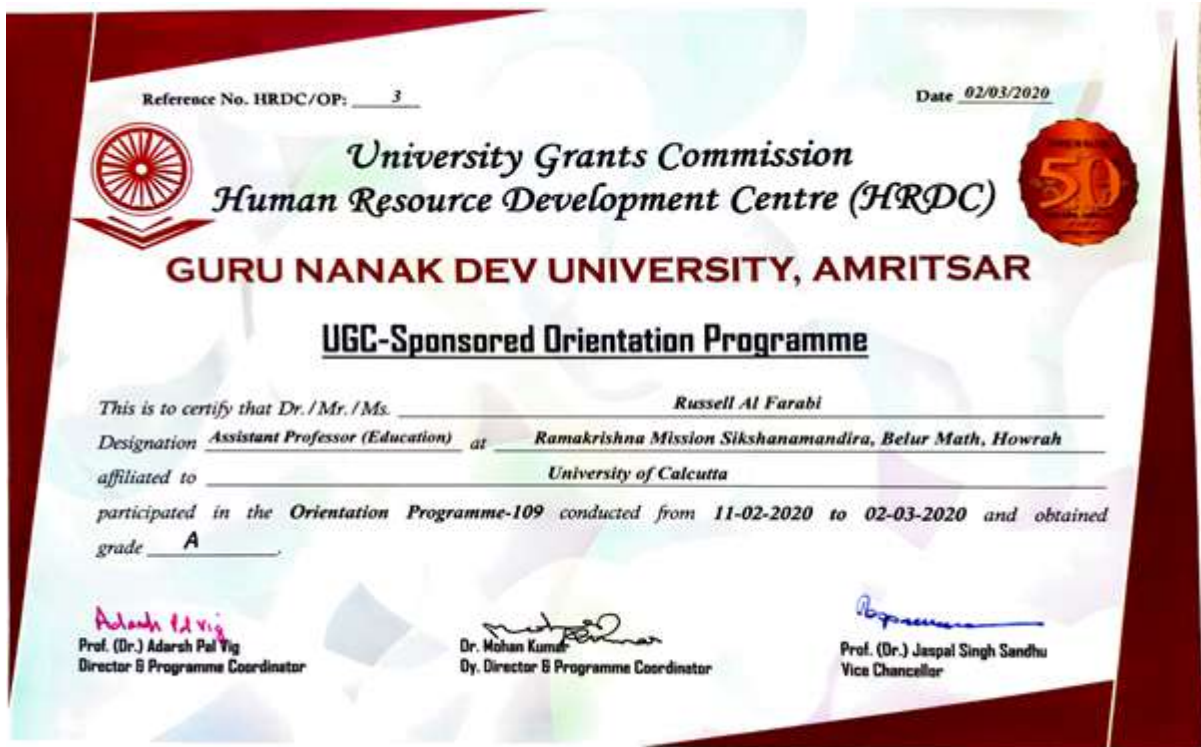 Reference No. HRDC/OP: 3
Date 02/03/2020
University Grants Commission
Human Resource Development Centre (HRDC)
50
GURU NANAK DEV UNIVERSITY, AMRITSAR
UGC-Sponsored Orientation Programme
This is to certify that Dr./Mr./Ms. Russell Al Farabi
Designation Assistant Professor (Education) at Ramakrishna Mission Sikshanamandira, Belur Math, Howrah
affiliated to University of Calcutta
participated in the Orientation Programme-109 conducted from 11-02-2020 to 02-03-2020 and obtained
grade A.
Adarsh Pal Vig
Prof. (Dr.) Adarsh Pal Vig
Director & Programme Coordinator
Dr. Mohan Kumar
Dy. Director & Programme Coordinator
Prof. (Dr.) Jaspal Singh Sandhu
Vice Chancellor